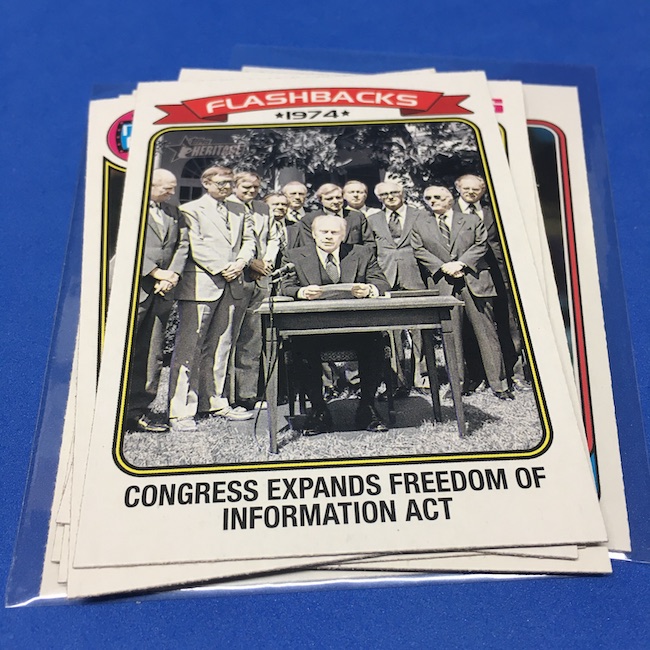 FLASHBACKS
★1974★
HERITAGE
CONGRESS EXPANDS FREEDOM OF
INFORMATION ACT